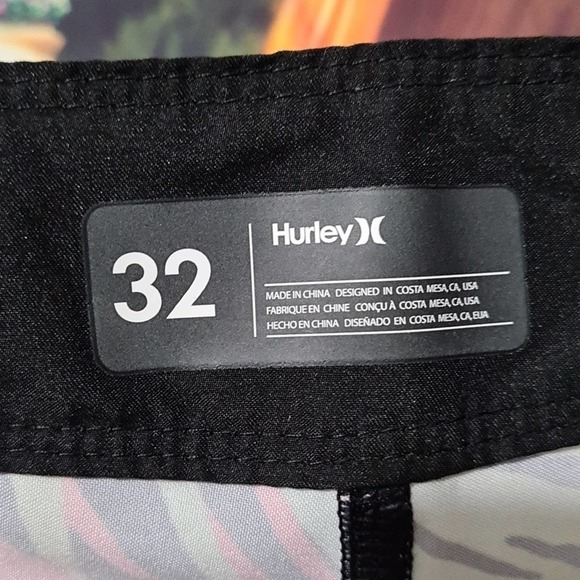 32
Hurley
MADE IN CHINA DESIGNED IN COSTA MESA, CA, USA
FABRIQUE EN CHINE CONÇU À COSTA MESA, CA, USA
HECHO EN CHINA DISEÑADO EN COSTA MESA, CA, EUA